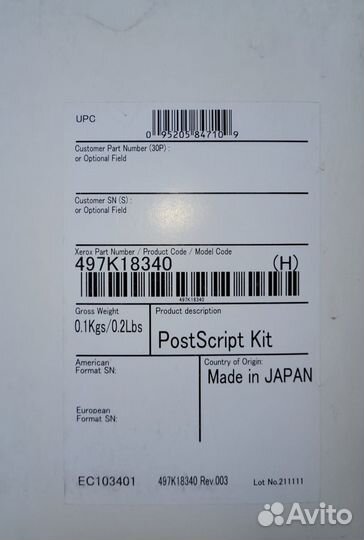 UPC
0 95205 84710 9
Customer Part Number (30P) :
or Optional Field
Customer SN (S) :
or Optional Field
Xerox Part Number / Product Code / Model Code
497K18340 (H)
497K18340
Gross Weight
0.1Kgs/0.2Lbs
Product description
PostScript Kit
American
Format SN:
Country of Origin:
Made in JAPAN
European
Format SN:
EC103401 497K18340 Rev.003 Lot No.211111
Avito